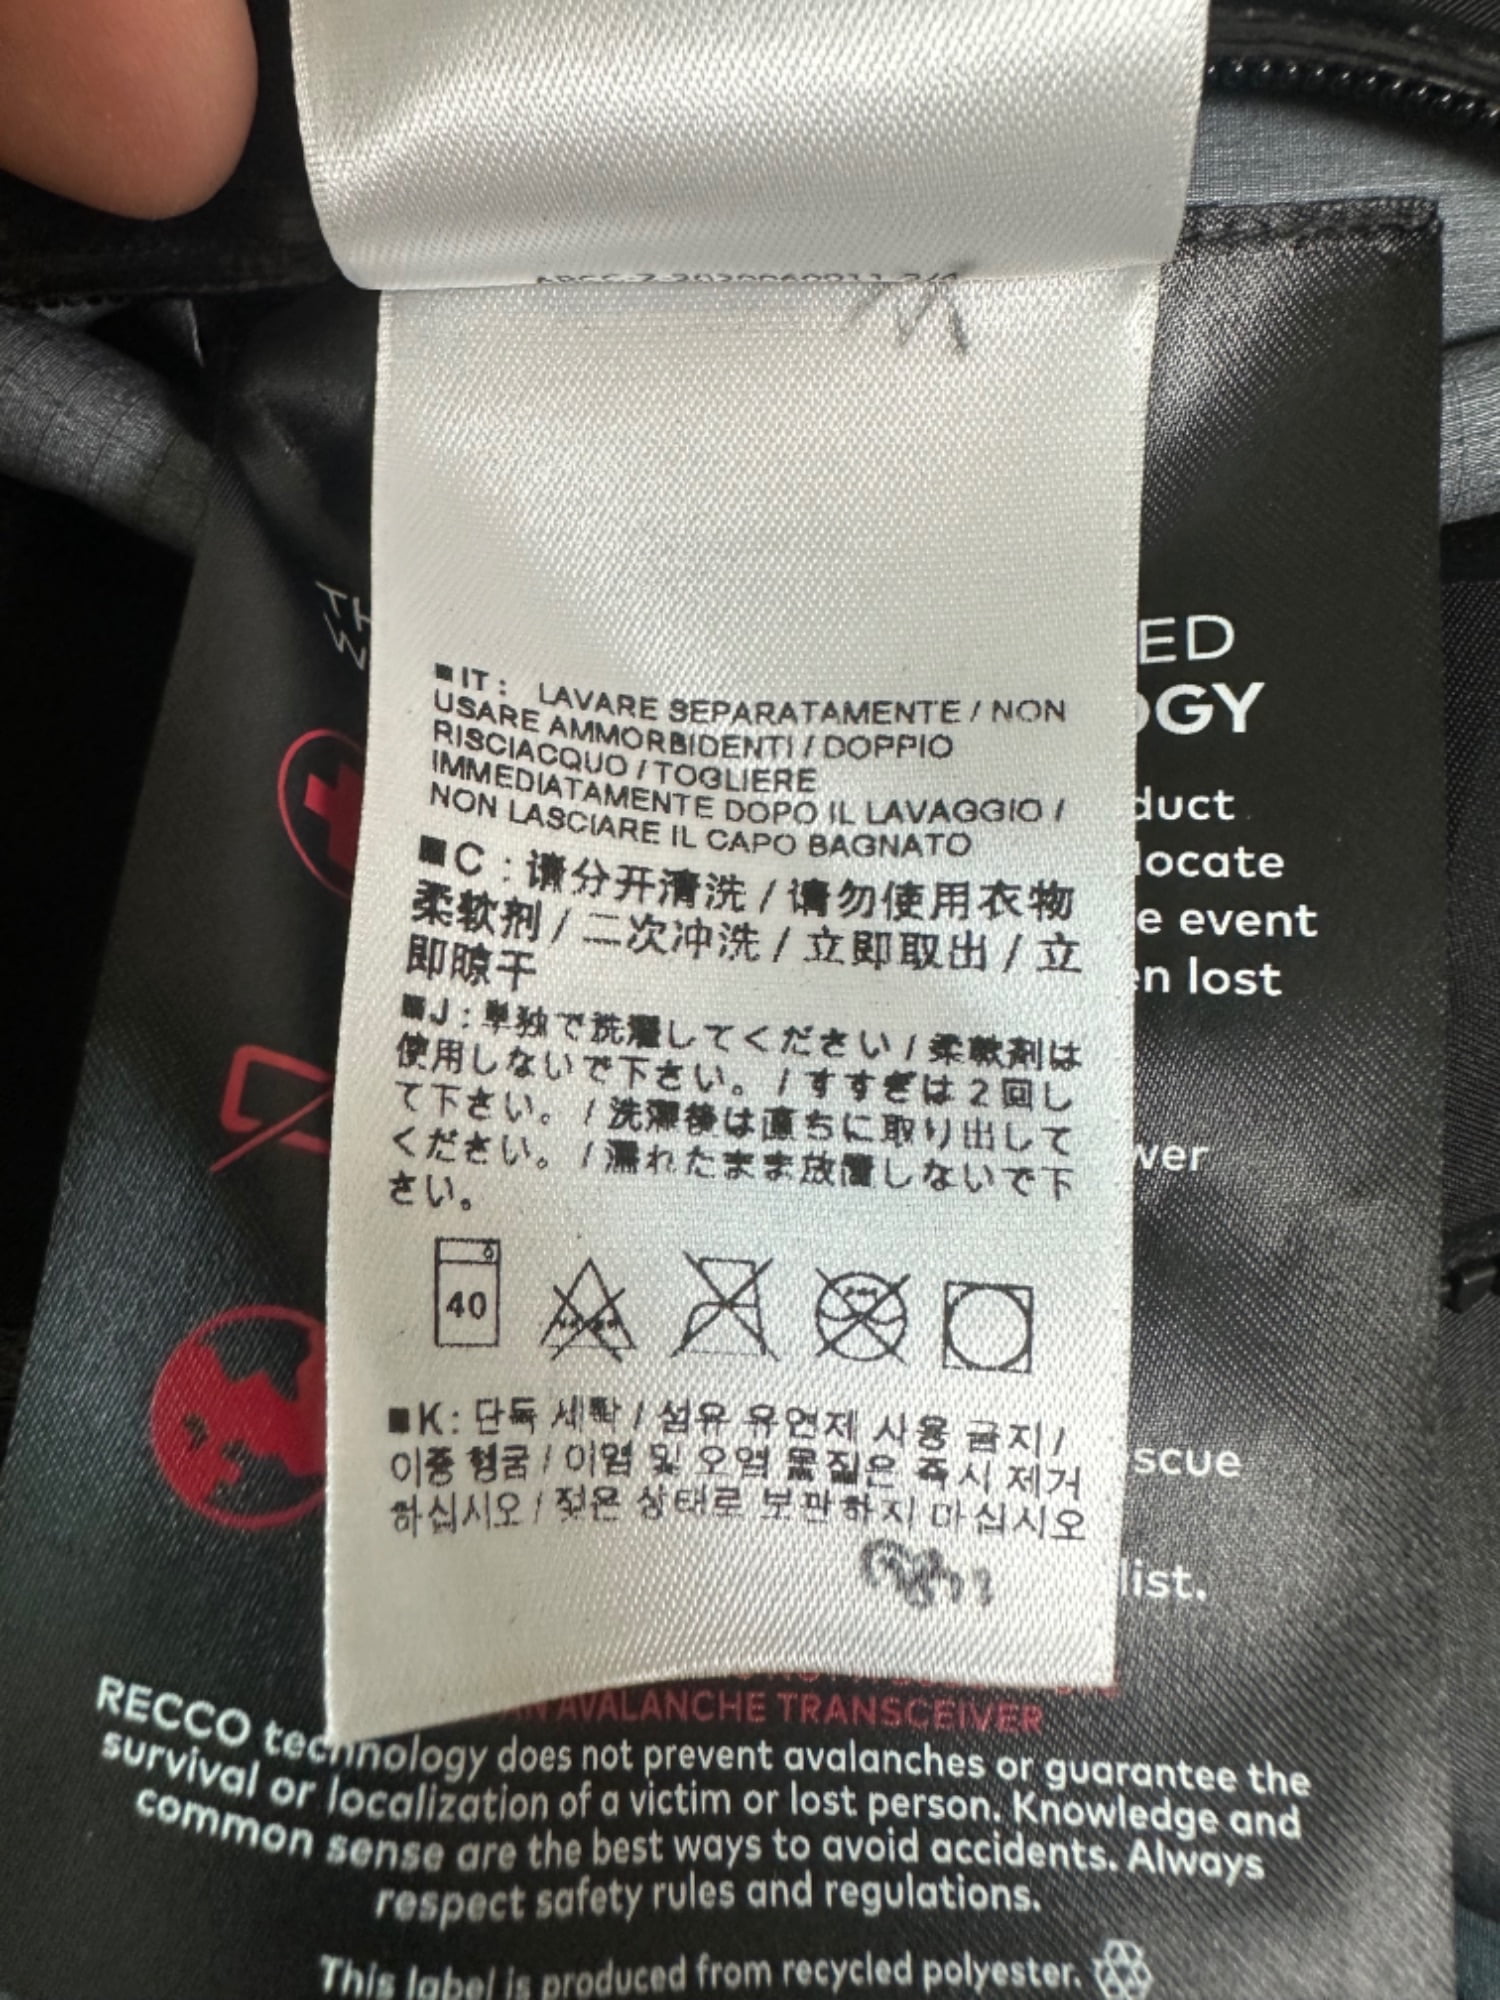 ED
OGY
duct
locate
e event
en lost
■IT: LAVARE SEPARATAMENTE / NON
USARE AMMORBIDENTI / DOPPIO
RISCIACQUO / TOGLIERE
IMMEDIATAMENTE DOPO IL LAVAGGIO /
NON LASCIARE IL CAPO BAGNATO
■C : 请分开清洗 / 请勿使用衣物
柔软剂 / 二次冲洗 / 立即取出 / 立
即晾干
■J : 単独で洗濯してください / 柔軟剤は
使用しないで下さい。 / すすぎは2回し
て下さい。 / 洗濯後は直ちに取り出して
ください。 / 濡れたまま放置しないで下
さい。
wer
40
■K: 단독 세탁 / 섬유 유연제 사용 금지/
이중 헹굼 / 이염 및 오염 물질은 즉시 제거
하십시오 / 젖은 상태로 보관하지 마십시오
scue
list.
AN AVALANCHE TRANSCEIVER
RECCO technology does not prevent avalanches or guarantee the
survival or localization of a victim or lost person. Knowledge and
common sense are the best ways to avoid accidents. Always
respect safety rules and regulations.
This label is produced from recycled polyester.